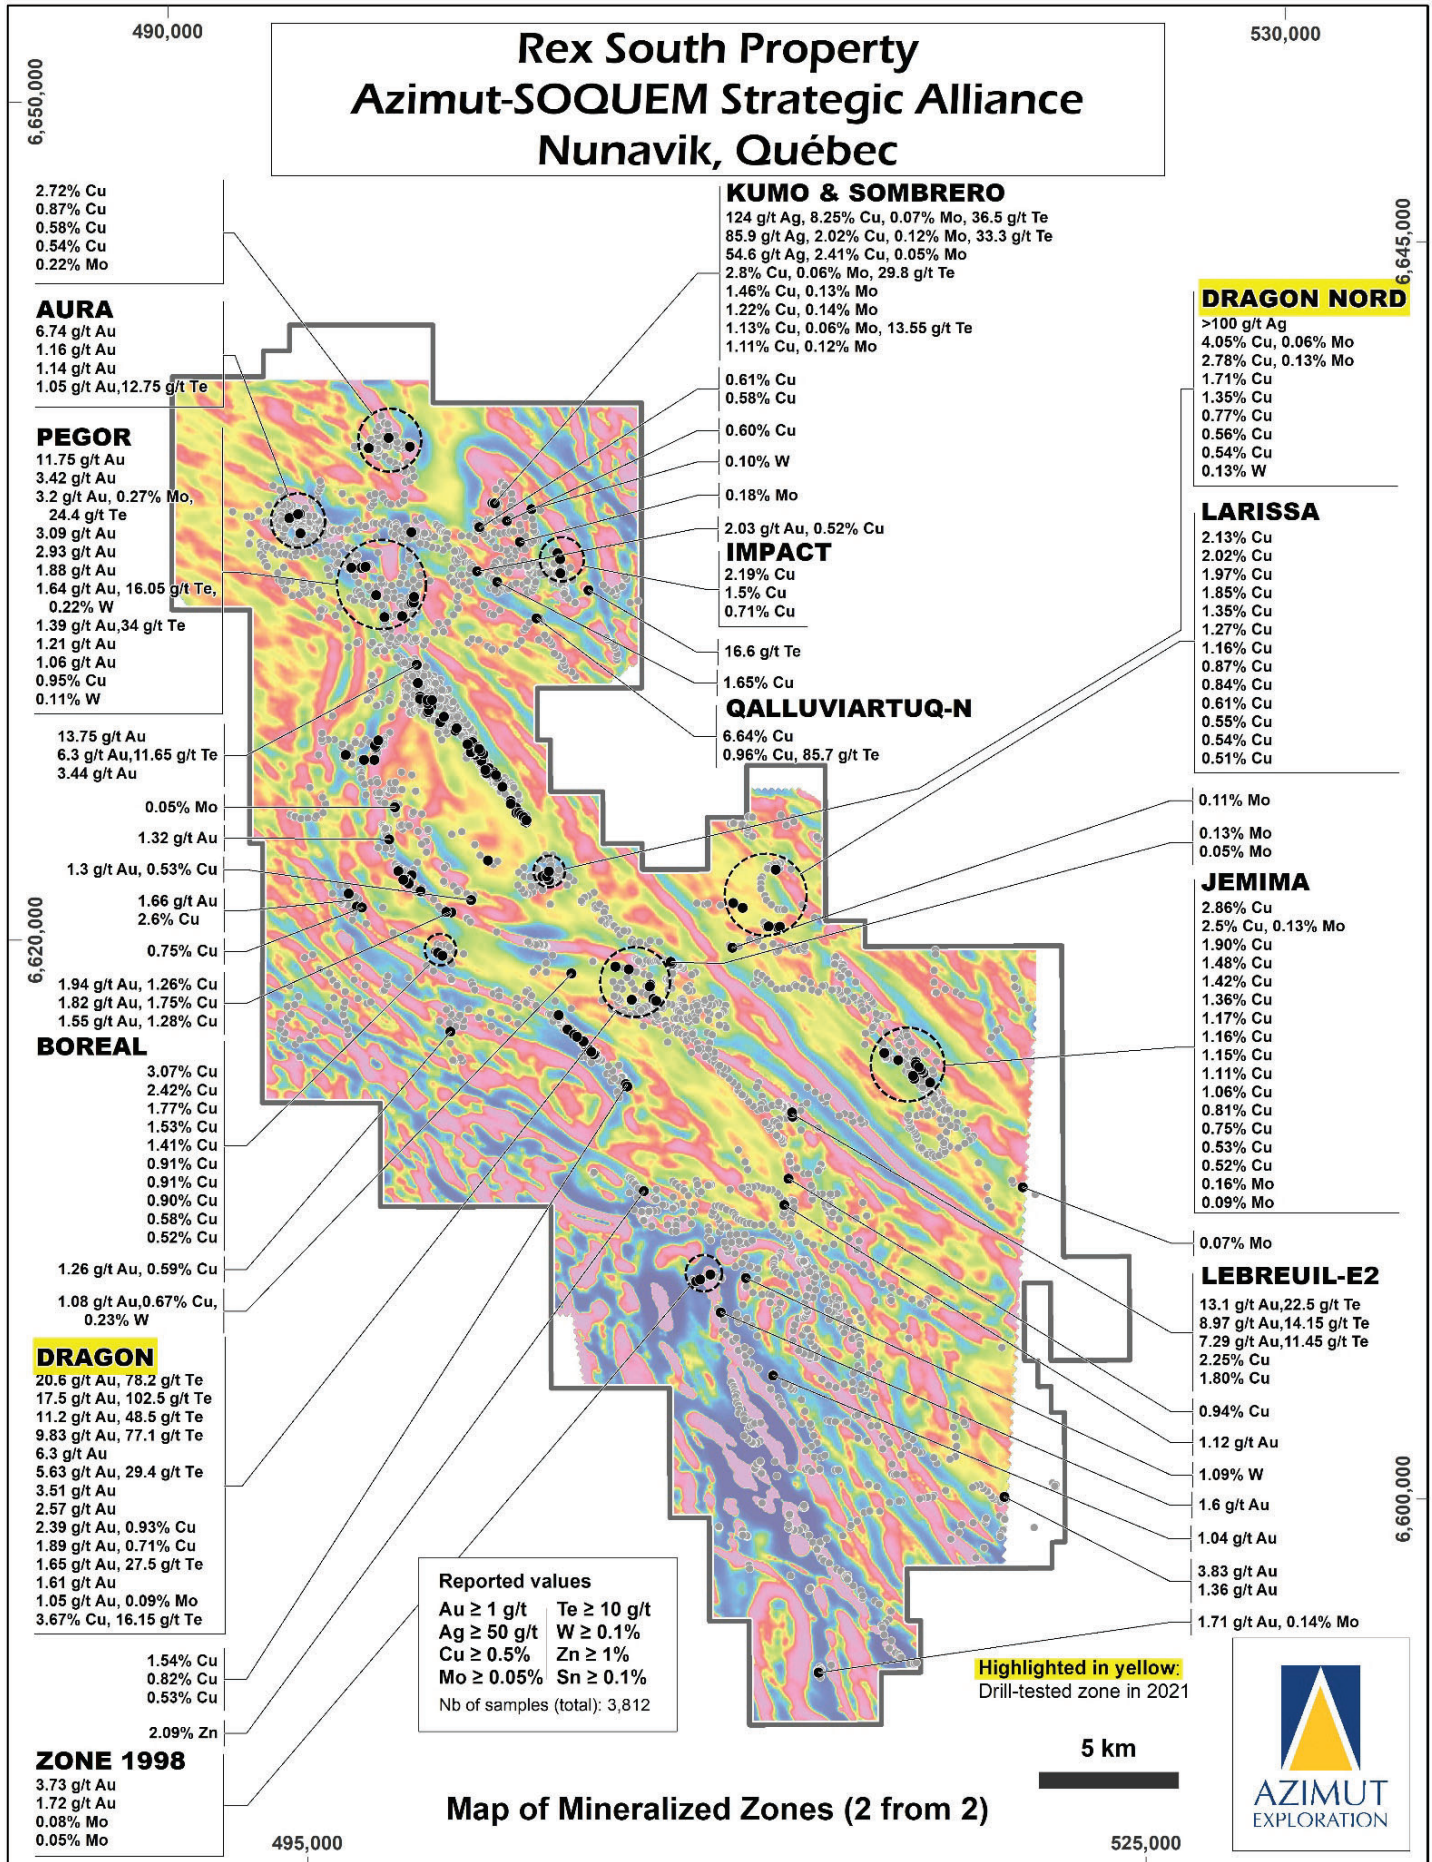 490,000
530,000
Rex South Property
Azimut-SOQUEM Strategic Alliance
Nunavik, Québec
6,650,000
6,645,000
6,620,000
6,600,000
2.72% Cu
0.87% Cu
0.58% Cu
0.54% Cu
0.22% Mo
AURA
6.74 g/t Au
1.16 g/t Au
1.14 g/t Au
1.05 g/t Au,12.75 g/t Te
PEGOR
11.75 g/t Au
3.42 g/t Au
3.2 g/t Au, 0.27% Mo,
24.4 g/t Te
3.09 g/t Au
2.93 g/t Au
1.88 g/t Au
1.64 g/t Au, 16.05 g/t Te,
0.22% W
1.39 g/t Au,34 g/t Te
1.21 g/t Au
1.06 g/t Au
0.95% Cu
0.11% W
13.75 g/t Au
6.3 g/t Au,11.65 g/t Te
3.44 g/t Au
0.05% Mo
1.32 g/t Au
1.3 g/t Au, 0.53% Cu
1.66 g/t Au
2.6% Cu
0.75% Cu
1.94 g/t Au, 1.26% Cu
1.82 g/t Au, 1.75% Cu
1.55 g/t Au, 1.28% Cu
BOREAL
3.07% Cu
2.42% Cu
1.77% Cu
1.53% Cu
1.41% Cu
0.91% Cu
0.91% Cu
0.90% Cu
0.58% Cu
0.52% Cu
1.26 g/t Au, 0.59% Cu
1.08 g/t Au,0.67% Cu,
0.23% W
DRAGON
20.6 g/t Au, 78.2 g/t Te
17.5 g/t Au, 102.5 g/t Te
11.2 g/t Au, 48.5 g/t Te
9.83 g/t Au, 77.1 g/t Te
6.3 g/t Au
5.63 g/t Au, 29.4 g/t Te
3.51 g/t Au
2.57 g/t Au
2.39 g/t Au, 0.93% Cu
1.89 g/t Au, 0.71% Cu
1.65 g/t Au, 27.5 g/t Te
1.61 g/t Au
1.05 g/t Au, 0.09% Mo
3.67% Cu, 16.15 g/t Te
1.54% Cu
0.82% Cu
0.53% Cu
2.09% Zn
ZONE 1998
3.73 g/t Au
1.72 g/t Au
0.08% Mo
0.05% Mo
KUMO & SOMBRERO
124 g/t Ag, 8.25% Cu, 0.07% Mo, 36.5 g/t Te
85.9 g/t Ag, 2.02% Cu, 0.12% Mo, 33.3 g/t Te
54.6 g/t Ag, 2.41% Cu, 0.05% Mo
2.8% Cu, 0.06% Mo, 29.8 g/t Te
1.46% Cu, 0.13% Mo
1.22% Cu, 0.14% Mo
1.13% Cu, 0.06% Mo, 13.55 g/t Te
1.11% Cu, 0.12% Mo
0.61% Cu
0.58% Cu
0.60% Cu
0.10% W
0.18% Mo
2.03 g/t Au, 0.52% Cu
IMPACT
2.19% Cu
1.5% Cu
0.71% Cu
16.6 g/t Te
1.65% Cu
QALLUVIARTUQ-N
6.64% Cu
0.96% Cu, 85.7 g/t Te
DRAGON NORD
>100 g/t Ag
4.05% Cu, 0.06% Mo
2.78% Cu, 0.13% Mo
1.71% Cu
1.35% Cu
0.77% Cu
0.56% Cu
0.54% Cu
0.13% W
LARISSA
2.13% Cu
2.02% Cu
1.97% Cu
1.85% Cu
1.35% Cu
1.27% Cu
1.16% Cu
0.87% Cu
0.84% Cu
0.61% Cu
0.55% Cu
0.54% Cu
0.51% Cu
0.11% Mo
0.13% Mo
0.05% Mo
JEMIMA
2.86% Cu
2.5% Cu, 0.13% Mo
1.90% Cu
1.48% Cu
1.42% Cu
1.36% Cu
1.17% Cu
1.16% Cu
1.15% Cu
1.11% Cu
1.06% Cu
0.81% Cu
0.75% Cu
0.53% Cu
0.52% Cu
0.16% Mo
0.09% Mo
0.07% Mo
LEBREUIL-E2
13.1 g/t Au,22.5 g/t Te
8.97 g/t Au,14.15 g/t Te
7.29 g/t Au,11.45 g/t Te
2.25% Cu
1.80% Cu
0.94% Cu
1.12 g/t Au
1.09% W
1.6 g/t Au
1.04 g/t Au
3.83 g/t Au
1.36 g/t Au
1.71 g/t Au, 0.14% Mo
Reported values
Au ≥ 1 g/t Te ≥ 10 g/t
Ag ≥ 50 g/t W ≥ 0.1%
Cu ≥ 0.5% Zn ≥ 1%
Mo ≥ 0.05% Sn ≥ 0.1%
Nb of samples (total): 3,812
Highlighted in yellow:
Drill-tested zone in 2021
5 km
Map of Mineralized Zones (2 from 2)
AZIMUT
EXPLORATION
495,000
525,000